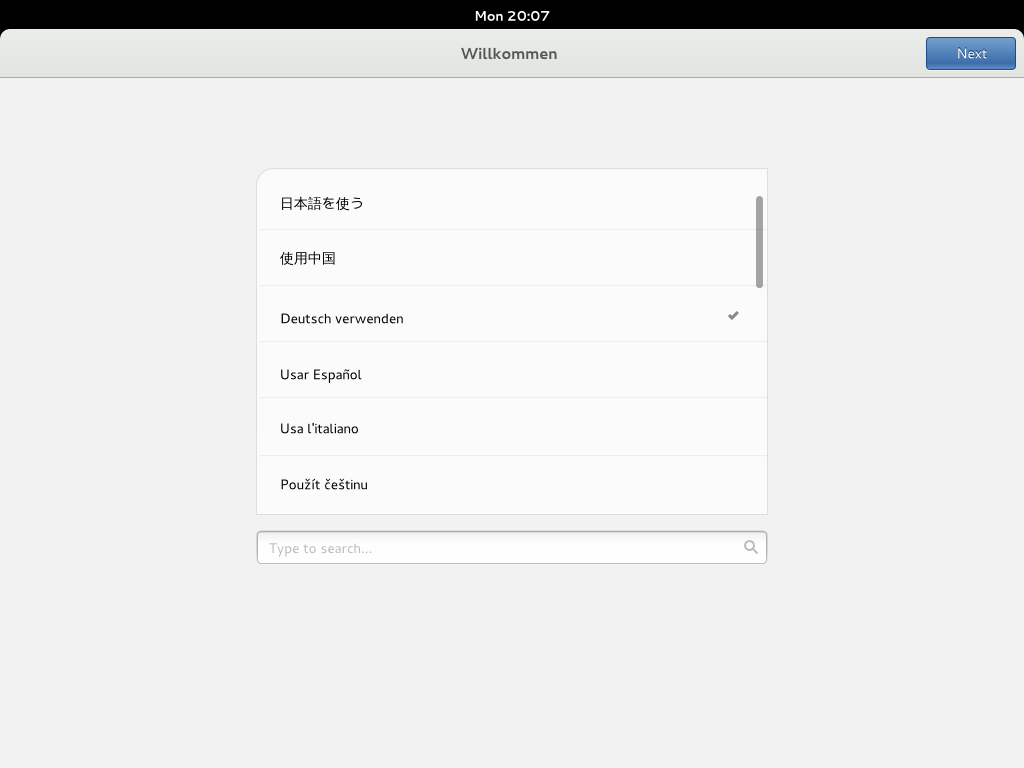 Mon 20:07
Willkommen
Next
日本語を使う
使用中国
Deutsch verwenden
Usar Español
Usa l'italiano
Použít češtinu
Type to search...